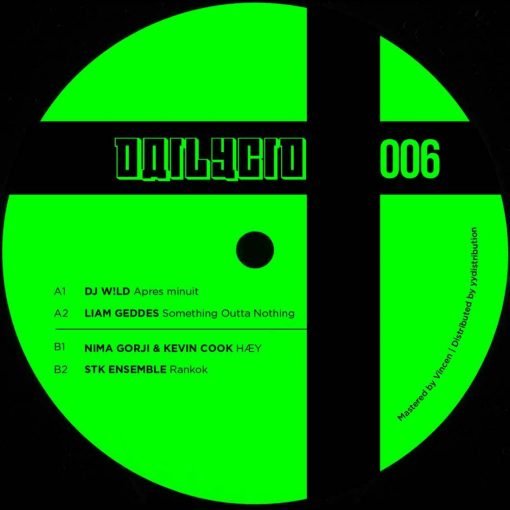 DAILYCID 006
A1 DJ W!LD Apres minuit
A2 LIAM GEDDES Something Outta Nothing
B1 NIMA GORJI & KEVIN COOK HÆY
B2 STK ENSEMBLE Rankok
Mastered by Vincen | Distributed by yydistribution